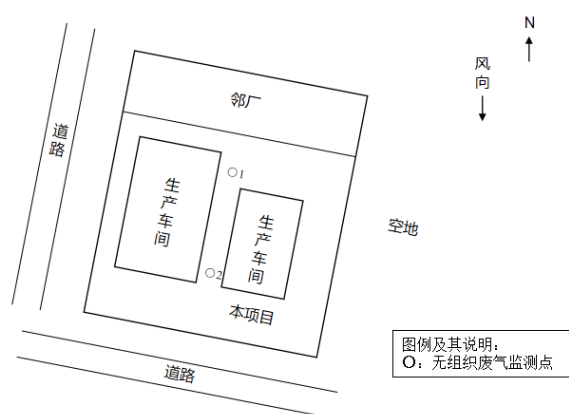 N
风向
邻厂
道路
○1
生产车间
生产车间
空地
○2
本项目
图例及其说明：
○：无组织废气监测点
道路